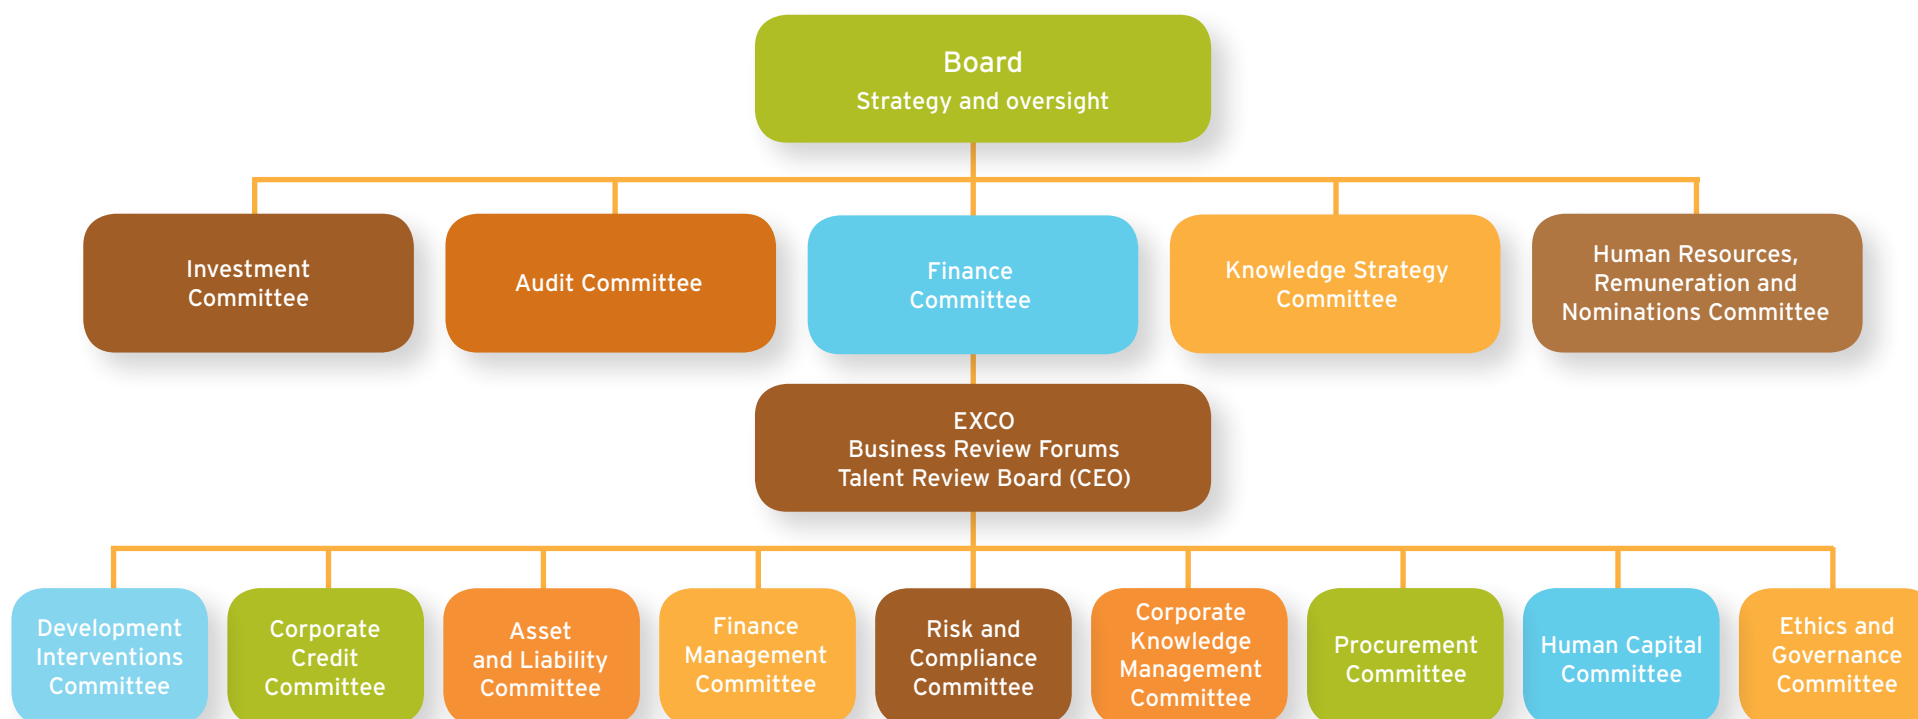 Board
Strategy and oversight
Investment
Committee
Audit Committee
Finance
Committee
Knowledge Strategy
Committee
Human Resources,
Remuneration and
Nominations Committee
EXCO
Business Review Forums
Talent Review Board (CEO)
Development
Interventions
Committee
Corporate
Credit
Committee
Asset
and Liability
Committee
Finance
Management
Committee
Risk and
Compliance
Committee
Corporate
Knowledge
Management
Committee
Procurement
Committee
Human Capital
Committee
Ethics and
Governance
Committee